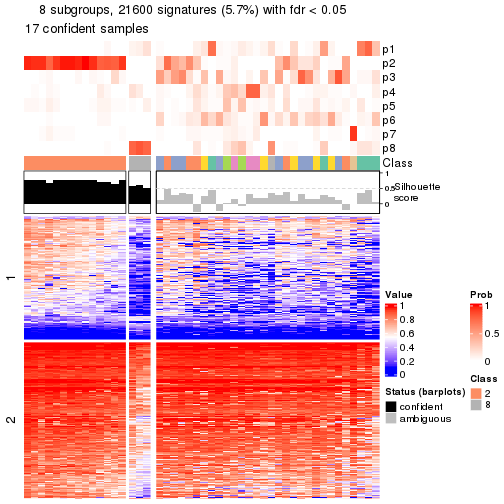 8 subgroups, 21600 signatures (5.7%) with fdr < 0.05
17 confident samples
p1
p2
p3
p4
p5
p6
p7
p8
Class
1
0.5
0
Silhouette
score
1
2
Value
1
0.8
0.6
0.4
0.2
0
Prob
1
0.5
0
Status (barplots)
confident
ambiguous
Class
2
8